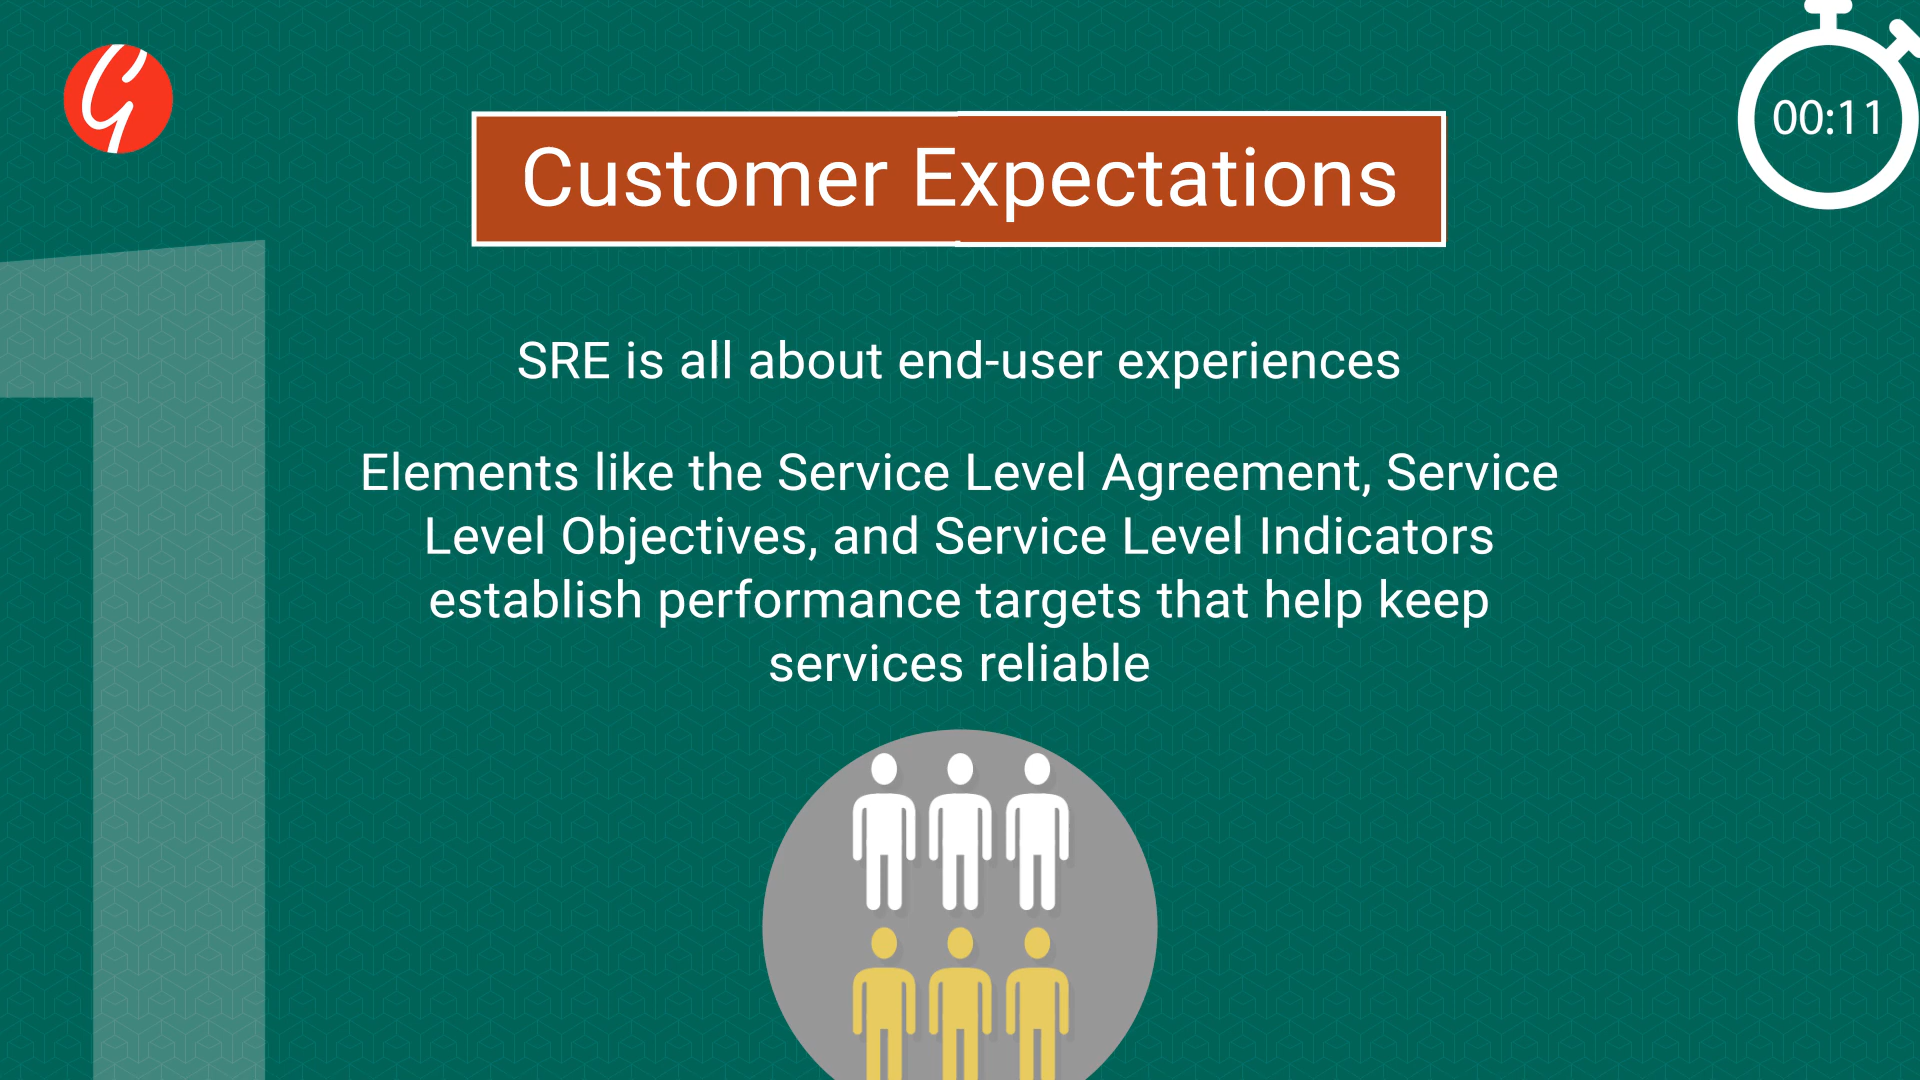 G
00:11
Customer Expectations
1
SRE is all about end-user experiences
Elements like the Service Level Agreement, Service
Level Objectives, and Service Level Indicators
establish performance targets that help keep
services reliable